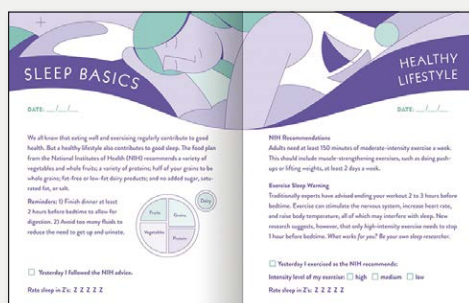 SLEEP BASICS
DATE: __/__/__
We all know that eating well and exercising regularly contribute to good
health. But a healthy lifestyle also contributes to good sleep. The food plan
from the National Institutes of Health (NIH) recommends a variety of
vegetables and whole fruits; a variety of proteins; half of your grains to be
whole grains; fat-free or low-fat dairy products; and no added sugar, satu-
rated fat, or salt.
Reminders: 1) Finish dinner at least
2 hours before bedtime to allow for
digestion. 2) Avoid too many fluids to
reduce the need to get up and urinate.
Dairy
Fruits
Grains
Vegetables
Protein
☐ Yesterday I followed the NIH advice.
Rate sleep in Z's: Z Z Z Z Z
HEALTHY
LIFESTYLE
DATE: __/__/__
NIH Recommendations
Adults need at least 150 minutes of moderate-intensity exercise a week.
This should include muscle-strengthening exercises, such as doing push-
ups or lifting weights, at least 2 days a week.
Exercise Sleep Warning
Traditionally experts have advised ending your workout 2 to 3 hours before
bedtime. Exercise can stimulate the nervous system, increase heart rate,
and raise body temperature, all of which may interfere with sleep. New
research suggests, however, that only high-intensity exercise needs to stop
1 hour before bedtime. What works for you? Be your own sleep-researcher.
☐ Yesterday I exercised as the NIH recommends.
Intensity level of my exercise: ☐ high ☐ medium ☐ low
Rate sleep in Z's: Z Z Z Z Z